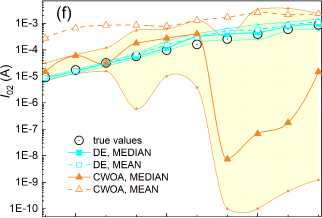 (f)
1E-3
1E-4
1E-5
1E-6
1E-7
1E-8
1E-9
1E-10
I02 (A)
true values
DE, MEDIAN
DE, MEAN
CWOA, MEDIAN
CWOA, MEAN